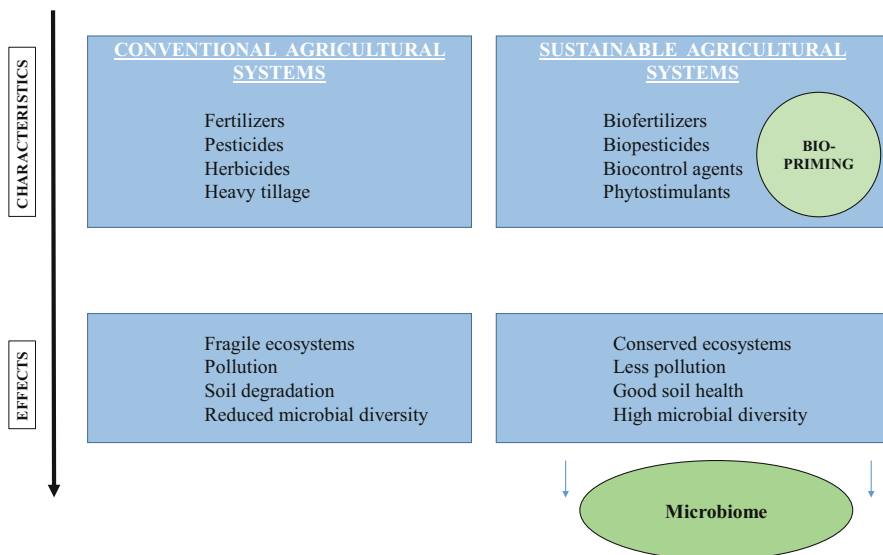 CHARACTERISTICS
CONVENTIONAL AGRICULTURAL
SYSTEMS
Fertilizers
Pesticides
Herbicides
Heavy tillage
SUSTAINABLE AGRICULTURAL
SYSTEMS
Biofertilizers
Biopesticides
Biocontrol agents
Phytostimulants
BIO-
PRIMING
EFFECTS
Fragile ecosystems
Pollution
Soil degradation
Reduced microbial diversity
Conserved ecosystems
Less pollution
Good soil health
High microbial diversity
Microbiome